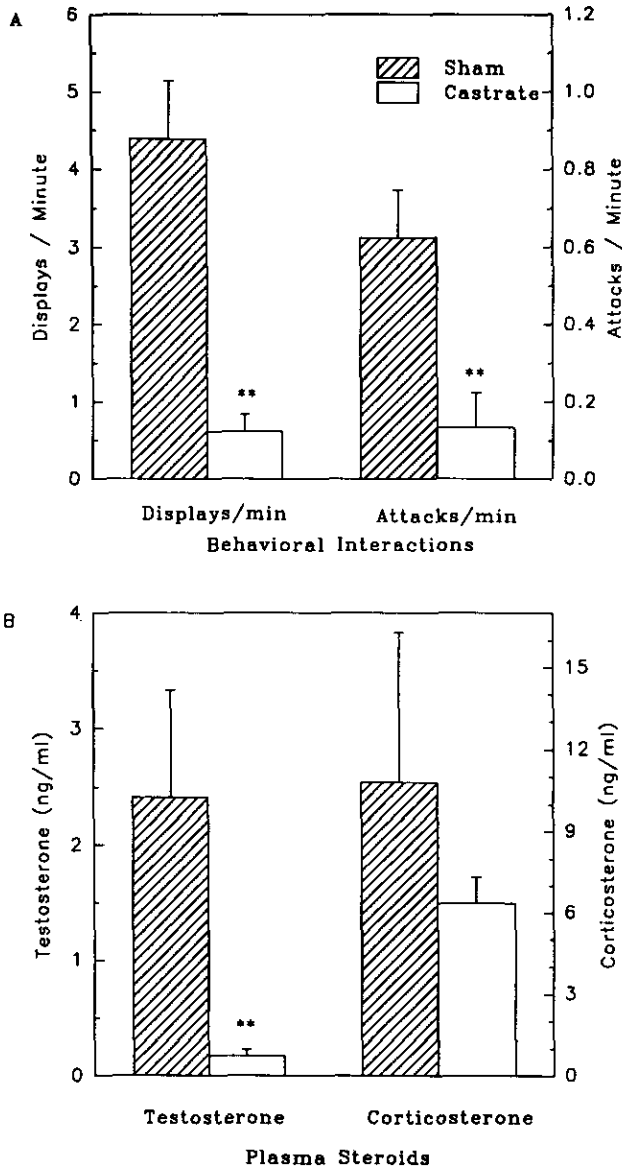 A
6
5
4
3
2
1
0
Displays / Minute
1.2
1.0
0.8
0.6
0.4
0.2
0.0
Attacks / Minute
Sham
Castrate
**
**
Displays/min Attacks/min
Behavioral Interactions
B
4
3
2
1
0
Testosterone (ng/ml)
15
12
9
6
3
0
Corticosterone (ng/ml)
**
Testosterone Corticosterone
Plasma Steroids